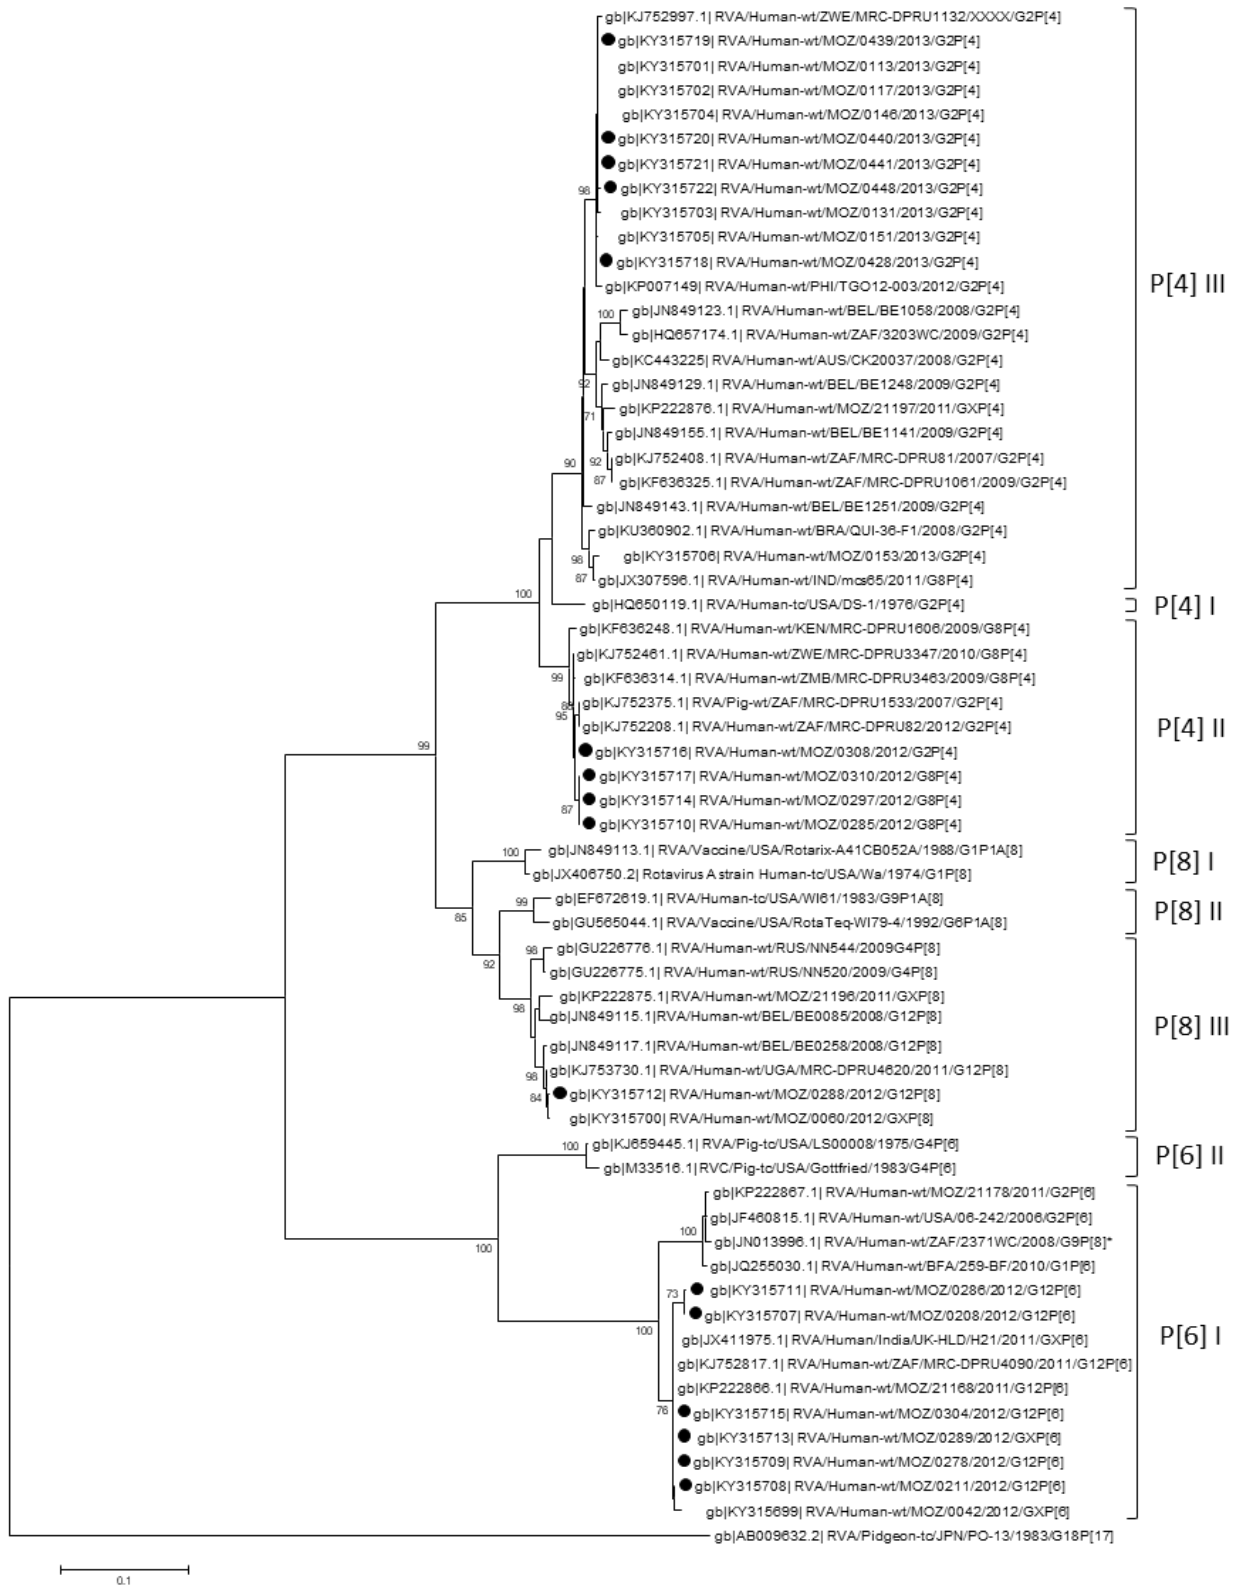 gb|KJ752997.1| RVA/Human-wt/ZWE/MRC-DPRU1132/XXXX/G2P[4]
gb|KY315719| RVA/Human-wt/MOZ/0439/2013/G2P[4]
gb|KY315701| RVA/Human-wt/MOZ/0113/2013/G2P[4]
gb|KY315702| RVA/Human-wt/MOZ/0117/2013/G2P[4]
gb|KY315704| RVA/Human-wt/MOZ/0146/2013/G2P[4]
gb|KY315720| RVA/Human-wt/MOZ/0440/2013/G2P[4]
gb|KY315721| RVA/Human-wt/MOZ/0441/2013/G2P[4]
98
gb|KY315722| RVA/Human-wt/MOZ/0448/2013/G2P[4]
gb|KY315703| RVA/Human-wt/MOZ/0131/2013/G2P[4]
gb|KY315705| RVA/Human-wt/MOZ/0151/2013/G2P[4]
gb|KY315718| RVA/Human-wt/MOZ/0428/2013/G2P[4]
gb|KP007149| RVA/Human-wt/PHI/TGO12-003/2012/G2P[4]
P[4] III
gb|JN849123.1| RVA/Human-wt/BEL/BE1058/2008/G2P[4]
100
gb|HQ657174.1| RVA/Human-wt/ZAF/3203WC/2009/G2P[4]
gb|KC443225| RVA/Human-wt/AUS/CK20037/2008/G2P[4]
92
gb|JN849129.1| RVA/Human-wt/BEL/BE1248/2009/G2P[4]
gb|KP222876.1| RVA/Human-wt/MOZ/21197/2011/GXP[4]
71
gb|JN849155.1| RVA/Human-wt/BEL/BE1141/2009/G2P[4]
90
92
gb|KJ752408.1| RVA/Human-wt/ZAF/MRC-DPRU81/2007/G2P[4]
87
gb|KF636325.1| RVA/Human-wt/ZAF/MRC-DPRU1061/2009/G2P[4]
gb|JN849143.1| RVA/Human-wt/BEL/BE1251/2009/G2P[4]
gb|KU360902.1| RVA/Human-wt/BRA/QUI-36-F1/2008/G2P[4]
98
gb|KY315706| RVA/Human-wt/MOZ/0153/2013/G2P[4]
87
gb|JX307596.1| RVA/Human-wt/IND/mcs65/2011/G8P[4]
100
gb|HQ650119.1| RVA/Human-tc/USA/DS-1/1976/G2P[4]
P[4] I
gb|KF636248.1| RVA/Human-wt/KEN/MRC-DPRU1606/2009/G8P[4]
gb|KJ752461.1| RVA/Human-wt/ZWE/MRC-DPRU3347/2010/G8P[4]
99
gb|KF636314.1| RVA/Human-wt/ZMB/MRC-DPRU3463/2009/G8P[4]
gb|KJ752375.1| RVA/Pig-wt/ZAF/MRC-DPRU1533/2007/G2P[4]
95
gb|KJ752208.1| RVA/Human-wt/ZAF/MRC-DPRU82/2012/G2P[4]
P[4] II
99
gb|KY315716| RVA/Human-wt/MOZ/0308/2012/G2P[4]
gb|KY315717| RVA/Human-wt/MOZ/0310/2012/G8P[4]
gb|KY315714| RVA/Human-wt/MOZ/0297/2012/G8P[4]
87
gb|KY315710| RVA/Human-wt/MOZ/0285/2012/G8P[4]
100
gb|JN849113.1| RVA/Vaccine/USA/Rotarix-A41CB052A/1988/G1P1A[8]
P[8] I
gb|JX406750.2| Rotavirus A strain Human-tc/USA/Wa/1974/G1P[8]
99
gb|EF672619.1| RVA/Human-tc/USA/WI61/1983/G9P1A[8]
P[8] II
85
gb|GU565044.1| RVA/Vaccine/USA/RotaTeq-WI79-4/1992/G6P1A[8]
98
gb|GU226776.1| RVA/Human-wt/RUS/NN544/2009G4P[8]
92
gb|GU226775.1| RVA/Human-wt/RUS/NN520/2009/G4P[8]
gb|KP222875.1| RVA/Human-wt/MOZ/21196/2011/GXP[8]
98
gb|JN849115.1|RVA/Human-wt/BEL/BE0085/2008/G12P[8]
P[8] III
gb|JN849117.1|RVA/Human-wt/BEL/BE0258/2008/G12P[8]
98
gb|KJ753730.1| RVA/Human-wt/UGA/MRC-DPRU4620/2011/G12P[8]
84
gb|KY315712| RVA/Human-wt/MOZ/0288/2012/G12P[8]
gb|KY315700| RVA/Human-wt/MOZ/0060/2012/GXP[8]
100
gb|KJ659445.1| RVA/Pig-tc/USA/LS00008/1975/G4P[6]
P[6] II
gb|M33516.1| RVC/Pig-tc/USA/Gottfried/1983/G4P[6]
gb|KP222867.1| RVA/Human-wt/MOZ/21178/2011/G2P[6]
gb|JF460815.1| RVA/Human-wt/USA/06-242/2006/G2P[6]
100
100
gb|JN013996.1| RVA/Human-wt/ZAF/2371WC/2008/G9P[8]*
gb|JQ255030.1| RVA/Human-wt/BFA/259-BF/2010/G1P[6]
73
gb|KY315711| RVA/Human-wt/MOZ/0286/2012/G12P[6]
gb|KY315707| RVA/Human-wt/MOZ/0208/2012/G12P[6]
100
gb|JX411975.1| RVA/Human/India/UK-HLD/H21/2011/GXP[6]
P[6] I
gb|KJ752817.1| RVA/Human-wt/ZAF/MRC-DPRU4090/2011/G12P[6]
gb|KP222866.1| RVA/Human-wt/MOZ/21168/2011/G12P[6]
76
gb|KY315715| RVA/Human-wt/MOZ/0304/2012/G12P[6]
gb|KY315713| RVA/Human-wt/MOZ/0289/2012/GXP[6]
gb|KY315709| RVA/Human-wt/MOZ/0278/2012/G12P[6]
gb|KY315708| RVA/Human-wt/MOZ/0211/2012/G12P[6]
gb|KY315699| RVA/Human-wt/MOZ/0042/2012/GXP[6]
gb|AB009632.2| RVA/Pidgeon-tc/JPN/PO-13/1983/G18P[17]
0.1